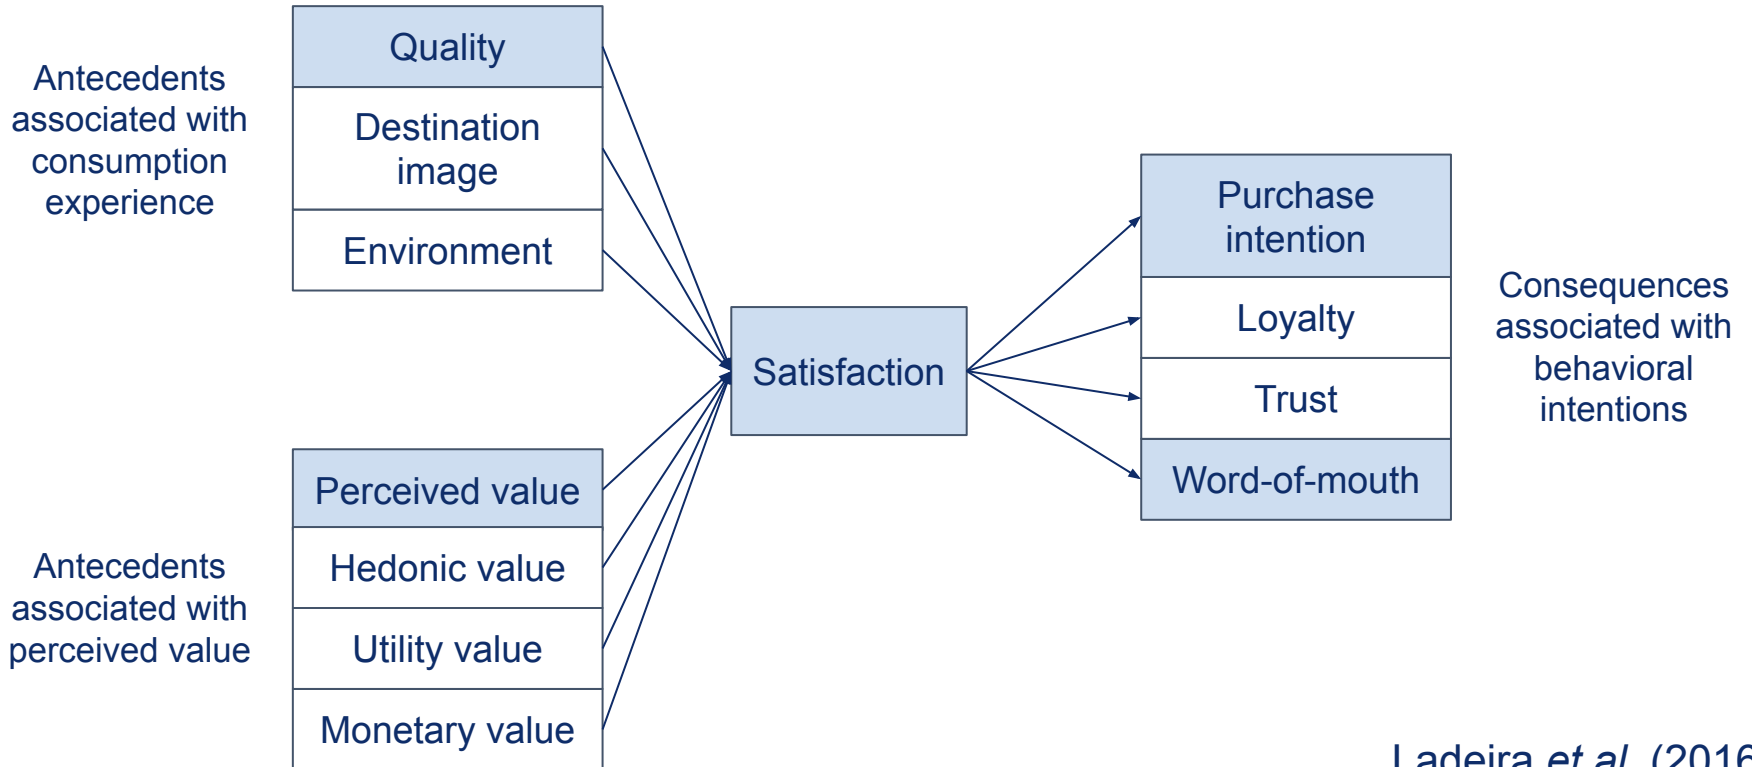 Antecedents
associated with
consumption
experience
Quality
Destination
image
Environment
Antecedents
associated with
perceived value
Perceived value
Hedonic value
Utility value
Monetary value
Satisfaction
Purchase
intention
Loyalty
Trust
Word-of-mouth
Consequences
associated with
behavioral
intentions
Ladeira et al. (2016